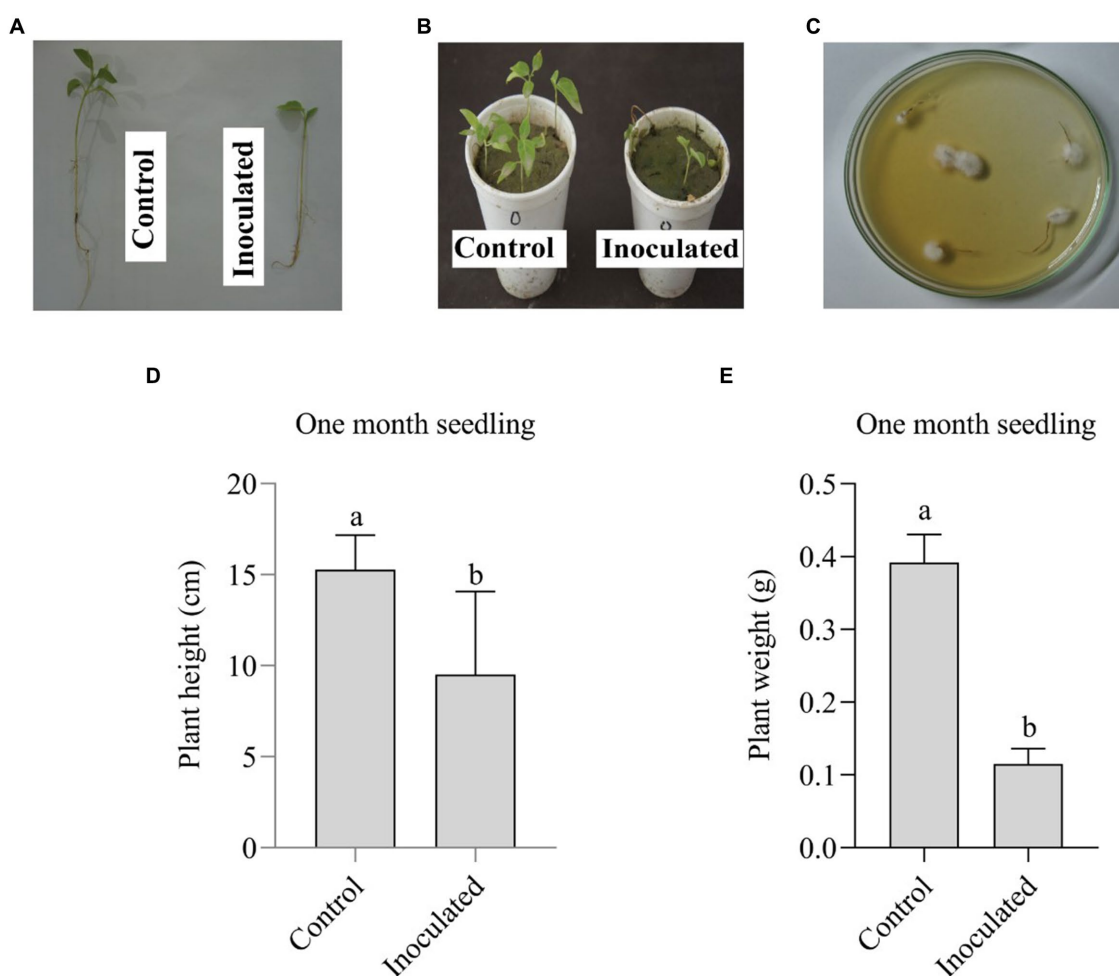 A
B
C
Control
Inoculated
Control
Inoculated
D
E
One month seedling
Plant height (cm)
20
15
10
5
0
a
b
Control
Inoculated
One month seedling
Plant weight (g)
0.5
0.4
0.3
0.2
0.1
0.0
a
b
Control
Inoculated